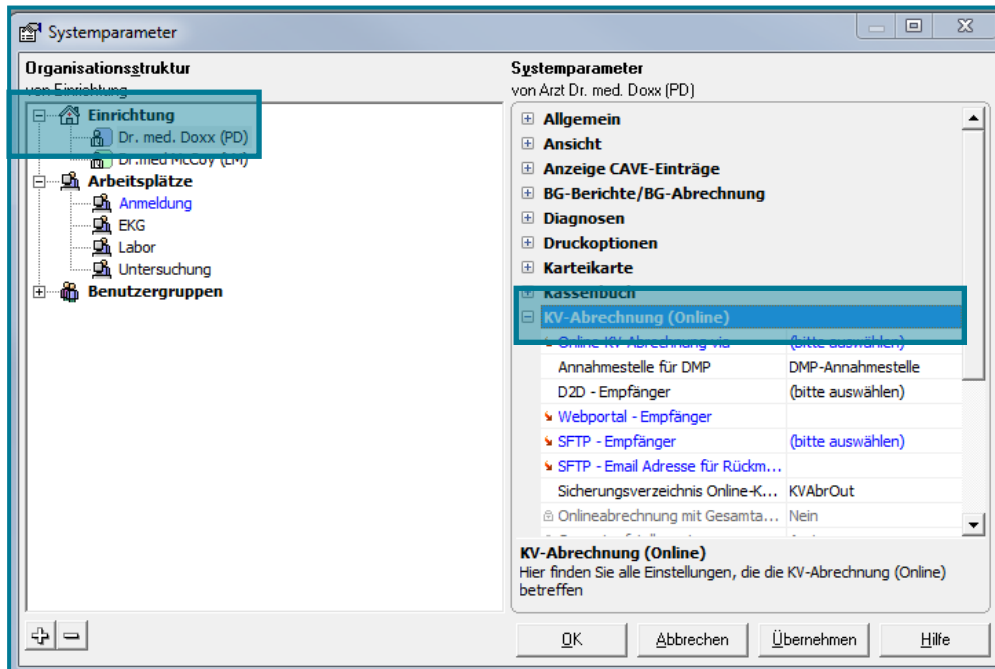 Systemparameter
Organisationsstruktur
von Einrichtung
Einrichtung
Dr. med. Doxx (PD)
Dr.med McCoy (LM)
Arbeitsplätze
Anmeldung
EKG
Labor
Untersuchung
Benutzergruppen
Systemparameter
von Arzt Dr. med. Doxx (PD)
Allgemein
Ansicht
Anzeige CAVE-Einträge
BG-Berichte/BG-Abrechnung
Diagnosen
Druckoptionen
Karteikarte
Kassenbuch
KV-Abrechnung (Online)
Online-KV-Abrechnung via (bitte auswählen)
Annahmestelle für DMP DMP-Annahmestelle
D2D - Empfänger (bitte auswählen)
Webportal - Empfänger
SFTP - Empfänger (bitte auswählen)
SFTP - Email Adresse für Rückm...
Sicherungsverzeichnis Online-K... KVAbrOut
Onlineabrechnung mit Gesamta... Nein
KV-Abrechnung (Online)
Hier finden Sie alle Einstellungen, die die KV-Abrechnung (Online)
betreffen
OK Abbrechen Übernehmen Hilfe